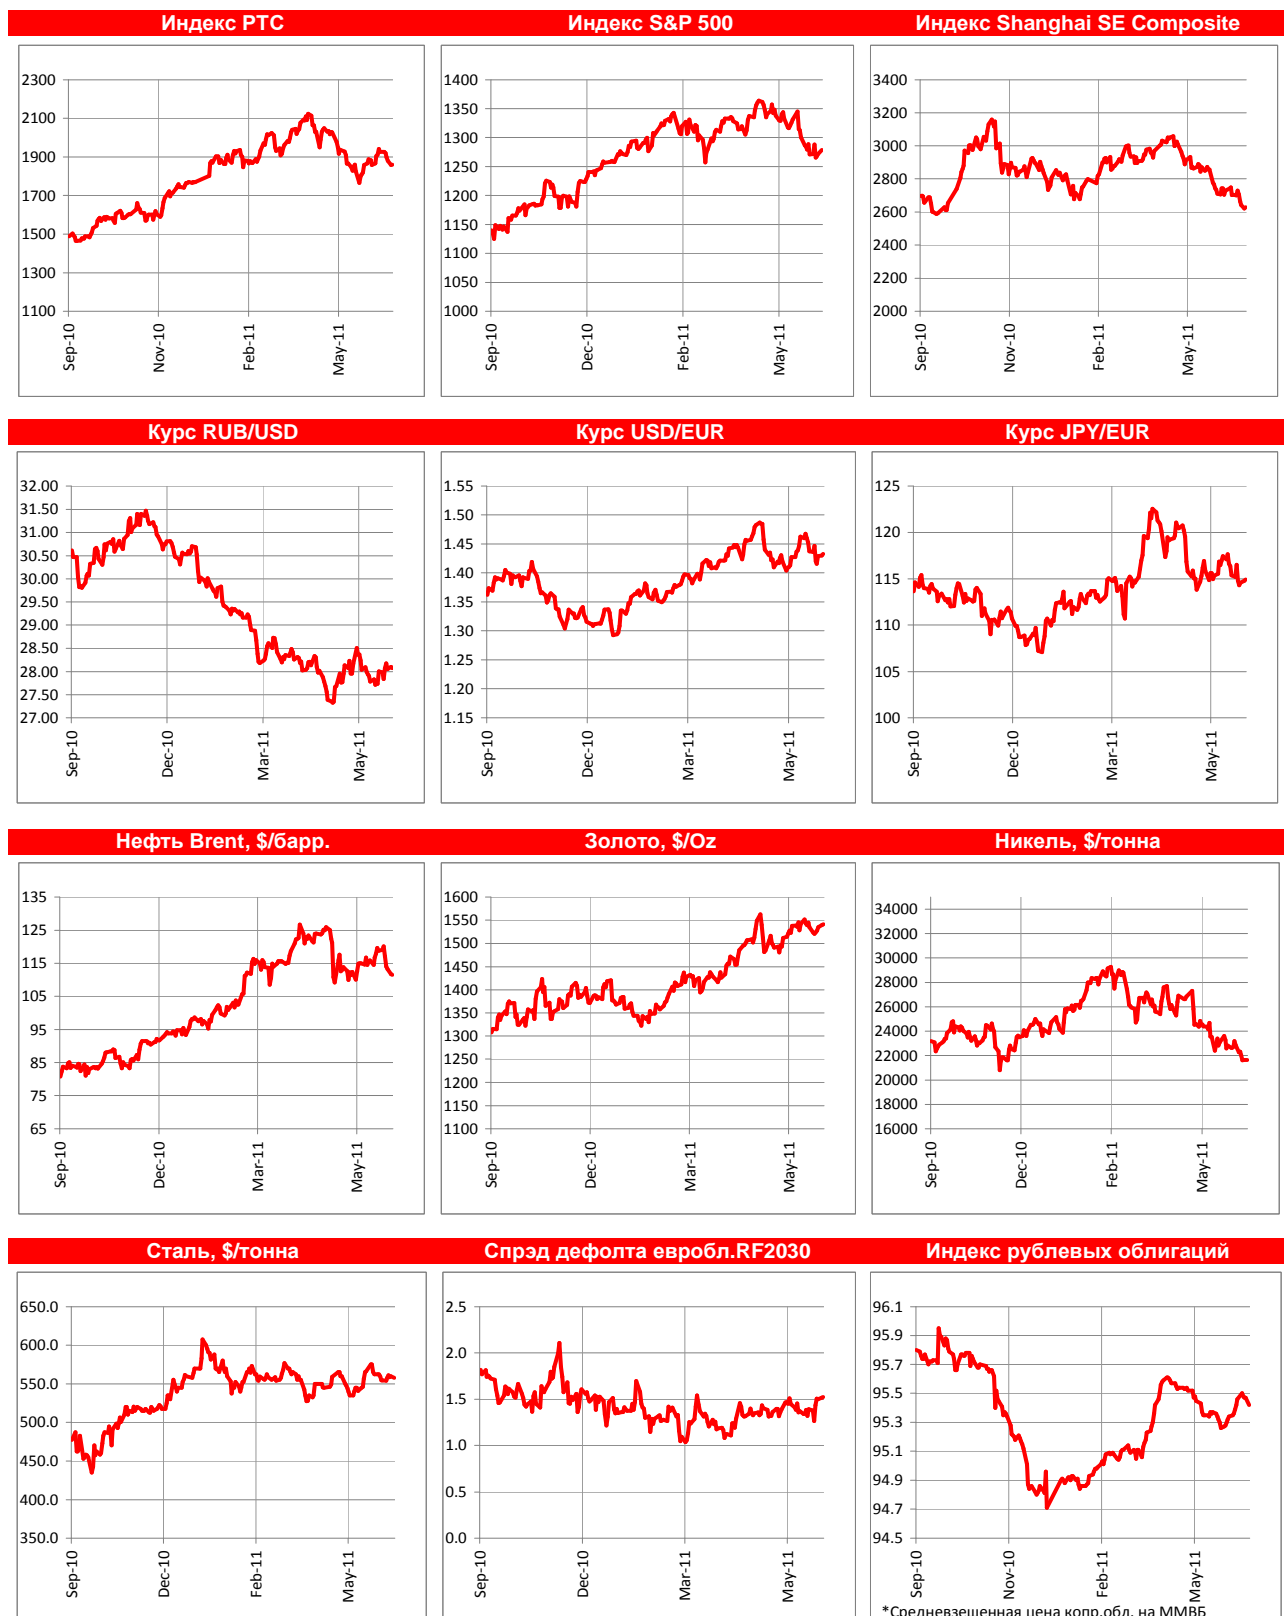 Индекс РТС
Индекс S&P 500
Индекс Shanghai SE Composite
2300
2100
1900
1700
1500
1300
1100
Sep-10
Nov-10
Feb-11
May-11
1400
1350
1300
1250
1200
1150
1100
1050
1000
Sep-10
Dec-10
Feb-11
May-11
3400
3200
3000
2800
2600
2400
2200
2000
Sep-10
Nov-10
Feb-11
May-11
Курс RUB/USD
Курс USD/EUR
Курс JPY/EUR
32.00
31.50
31.00
30.50
30.00
29.50
29.00
28.50
28.00
27.50
27.00
Sep-10
Dec-10
Mar-11
May-11
1.55
1.50
1.45
1.40
1.35
1.30
1.25
1.20
1.15
Sep-10
Dec-10
Mar-11
May-11
125
120
115
110
105
100
Sep-10
Dec-10
Mar-11
May-11
Нефть Brent, $/барр.
Золото, $/Oz
Никель, $/тонна
135
125
115
105
95
85
75
65
Sep-10
Dec-10
Mar-11
May-11
1600
1550
1500
1450
1400
1350
1300
1250
1200
1150
1100
Sep-10
Dec-10
Mar-11
May-11
34000
32000
30000
28000
26000
24000
22000
20000
18000
16000
Sep-10
Dec-10
Feb-11
May-11
Сталь, $/тонна
Спрэд дефолта евробл.RF2030
Индекс рублевых облигаций
650.0
600.0
550.0
500.0
450.0
400.0
350.0
Sep-10
Dec-10
Feb-11
May-11
2.5
2.0
1.5
1.0
0.5
0.0
Sep-10
Dec-10
Mar-11
May-11
96.1
95.9
95.7
95.5
95.3
95.1
94.9
94.7
94.5
Sep-10
Nov-10
Feb-11
May-11
*Средневзешенная цена корп.обл. на ММВБ